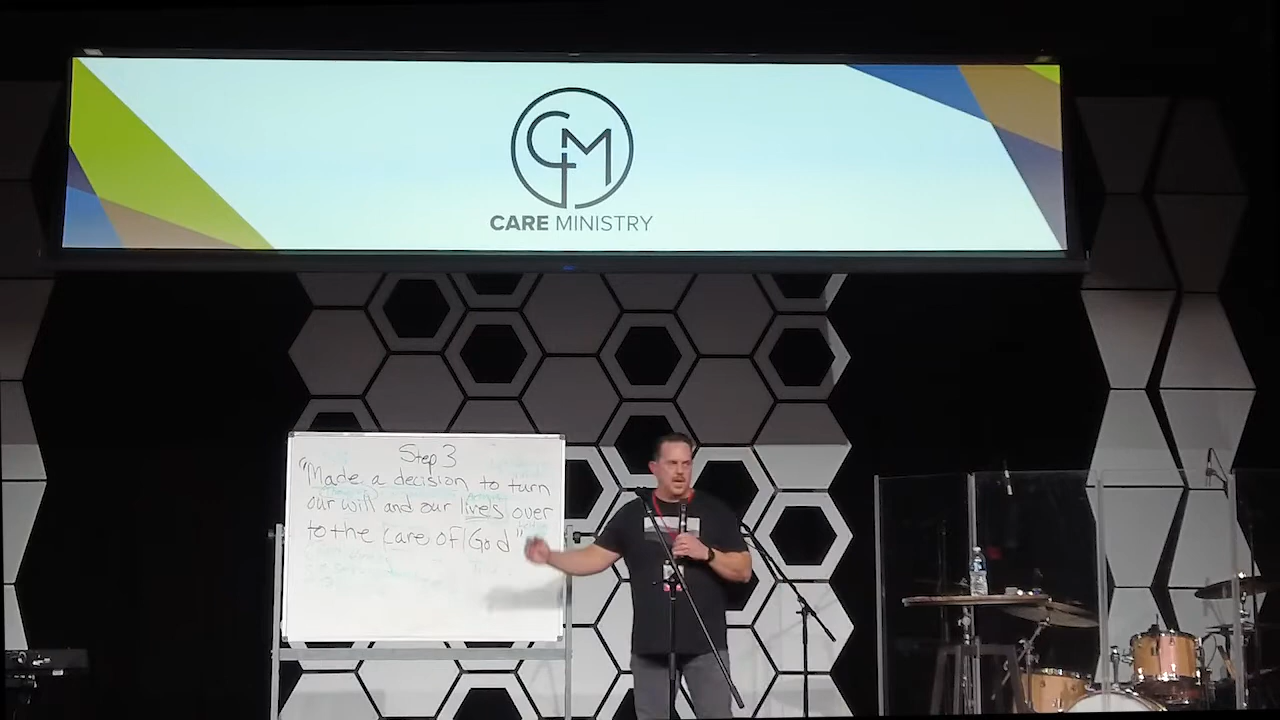 CM
CARE MINISTRY
Step 3
"Made a decision to turn
our will and our lives over
to the care of God"